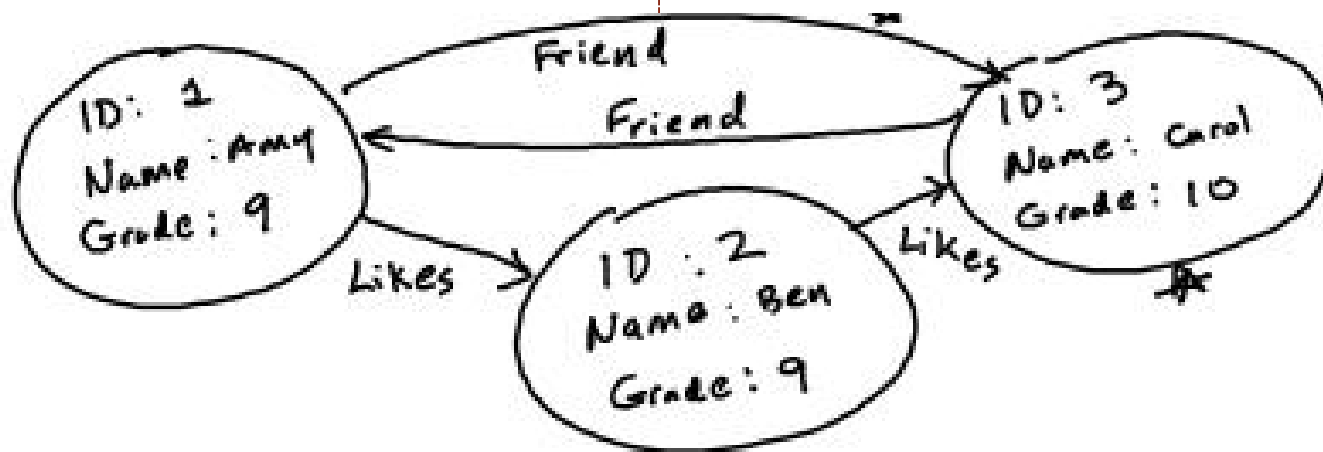 Friend
Friend
ID: 1
Name: Amy
Grade: 9
ID: 3
Name: Carol
Grade: 10
Likes
Likes
ID: 2
Name: Ben
Grade: 9